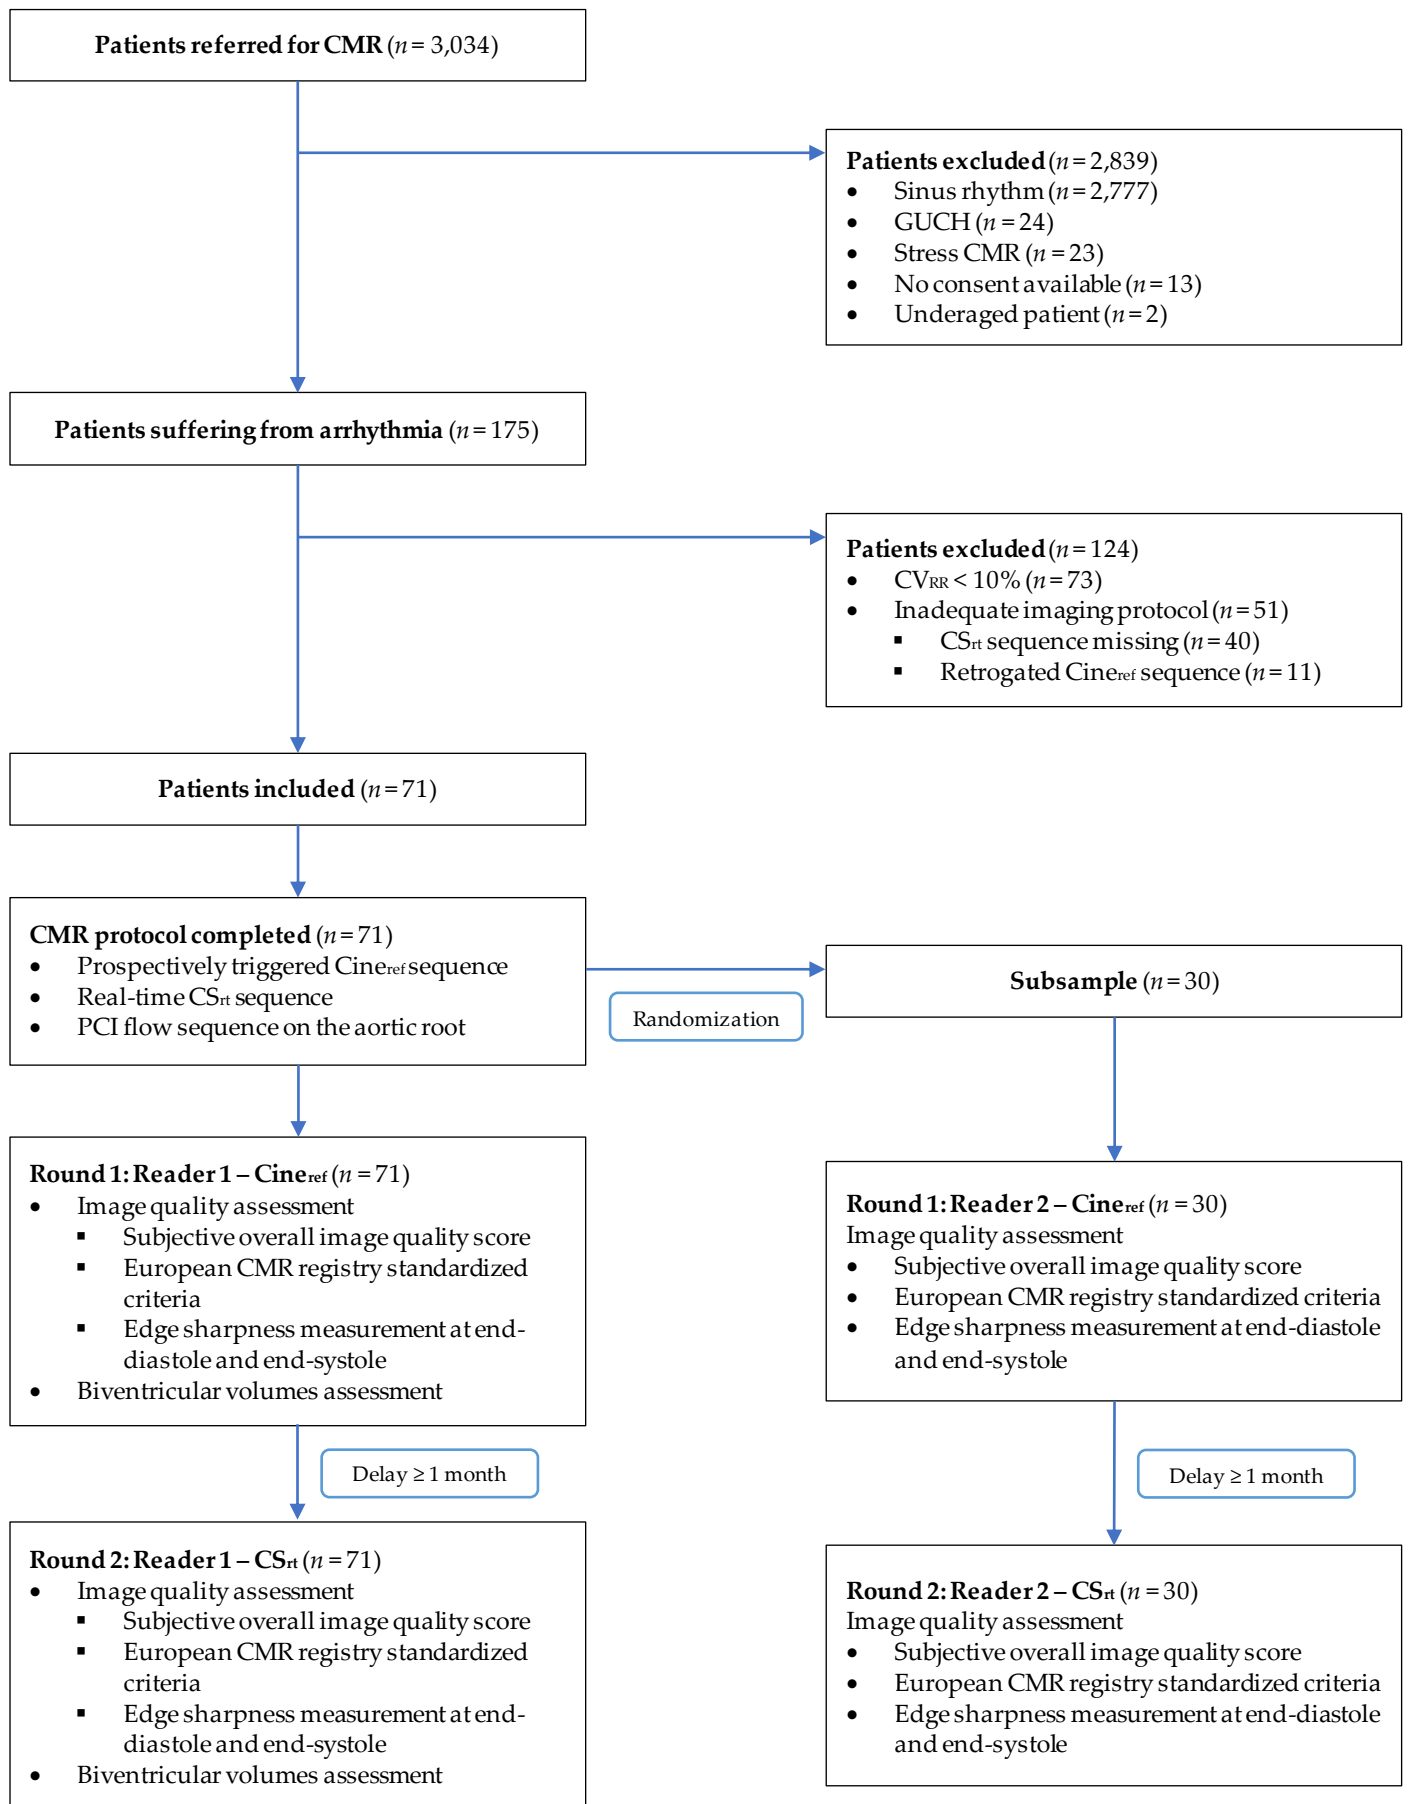 Patients referred for CMR (n = 3,034)
Patients excluded (n = 2,839)
• Sinus rhythm (n = 2,777)
• GUCH (n = 24)
• Stress CMR (n = 23)
• No consent available (n = 13)
• Underaged patient (n = 2)
Patients suffering from arrhythmia (n = 175)
Patients excluded (n = 124)
• CVRR < 10% (n = 73)
• Inadequate imaging protocol (n = 51)
▪ CSrt sequence missing (n = 40)
▪ Retrogated Cineref sequence (n = 11)
Patients included (n = 71)
CMR protocol completed (n = 71)
• Prospectively triggered Cineref sequence
• Real-time CSrt sequence
• PCI flow sequence on the aortic root
Randomization
Subsample (n = 30)
Round 1: Reader 1 – Cineref (n = 71)
• Image quality assessment
▪ Subjective overall image quality score
▪ European CMR registry standardized
criteria
▪ Edge sharpness measurement at end-
diastole and end-systole
• Biventricular volumes assessment
Round 1: Reader 2 – Cineref (n = 30)
Image quality assessment
• Subjective overall image quality score
• European CMR registry standardized criteria
• Edge sharpness measurement at end-diastole
and end-systole
Delay ≥ 1 month
Delay ≥ 1 month
Round 2: Reader 1 – CSrt (n = 71)
• Image quality assessment
▪ Subjective overall image quality score
▪ European CMR registry standardized
criteria
▪ Edge sharpness measurement at end-
diastole and end-systole
• Biventricular volumes assessment
Round 2: Reader 2 – CSrt (n = 30)
Image quality assessment
• Subjective overall image quality score
• European CMR registry standardized criteria
• Edge sharpness measurement at end-diastole
and end-systole